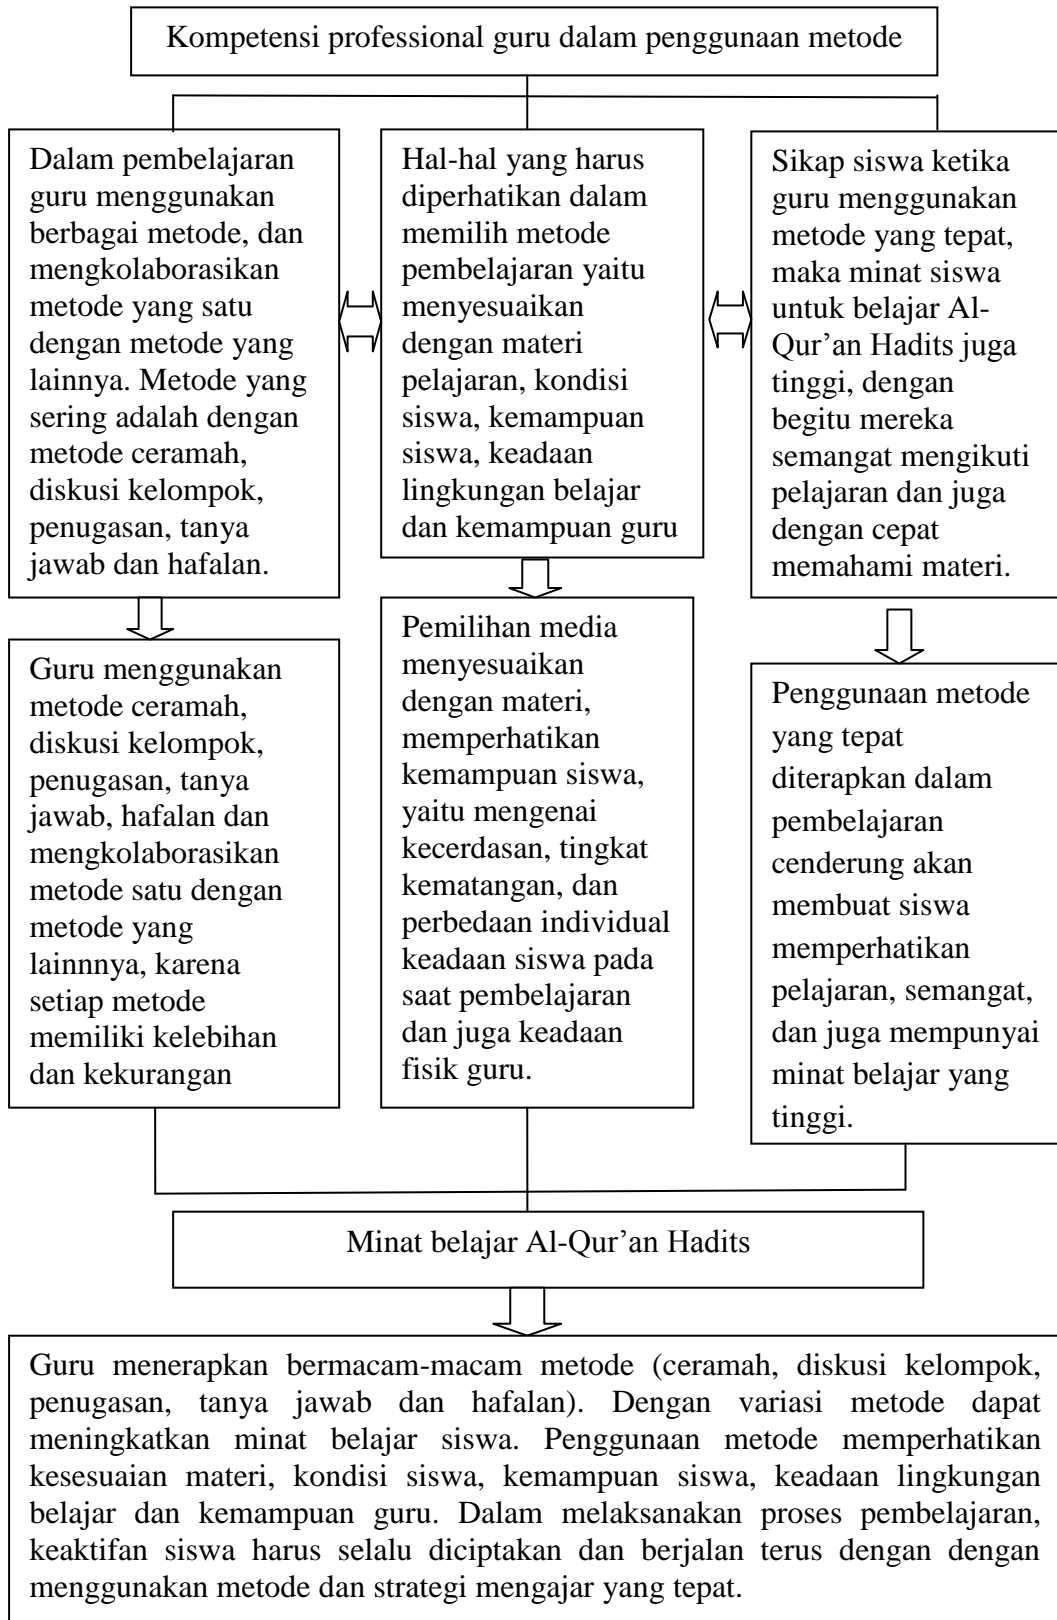 Kompetensi professional guru dalam penggunaan metode
Dalam pembelajaran
guru menggunakan
berbagai metode, dan
mengkolaborasikan
metode yang satu
dengan metode yang
lainnya. Metode yang
sering adalah dengan
metode ceramah,
diskusi kelompok,
penugasan, tanya
jawab dan hafalan.
Hal-hal yang harus
diperhatikan dalam
memilih metode
pembelajaran yaitu
menyesuaikan
dengan materi
pelajaran, kondisi
siswa, kemampuan
siswa, keadaan
lingkungan belajar
dan kemampuan guru
Sikap siswa ketika
guru menggunakan
metode yang tepat,
maka minat siswa
untuk belajar Al-
Qur’an Hadits juga
tinggi, dengan
begitu mereka
semangat mengikuti
pelajaran dan juga
dengan cepat
memahami materi.
Guru menggunakan
metode ceramah,
diskusi kelompok,
penugasan, tanya
jawab, hafalan dan
mengkolaborasikan
metode satu dengan
metode yang
lainnnya, karena
setiap metode
memiliki kelebihan
dan kekurangan
Pemilihan media
menyesuaikan
dengan materi,
memperhatikan
kemampuan siswa,
yaitu mengenai
kecerdasan, tingkat
kematangan, dan
perbedaan individual
keadaan siswa pada
saat pembelajaran
dan juga keadaan
fisik guru.
Penggunaan metode
yang tepat
diterapkan dalam
pembelajaran
cenderung akan
membuat siswa
memperhatikan
pelajaran, semangat,
dan juga mempunyai
minat belajar yang
tinggi.
Minat belajar Al-Qur’an Hadits
Guru menerapkan bermacam-macam metode (ceramah, diskusi kelompok,
penugasan, tanya jawab dan hafalan). Dengan variasi metode dapat
meningkatkan minat belajar siswa. Penggunaan metode memperhatikan
kesesuaian materi, kondisi siswa, kemampuan siswa, keadaan lingkungan
belajar dan kemampuan guru. Dalam melaksanakan proses pembelajaran,
keaktifan siswa harus selalu diciptakan dan berjalan terus dengan dengan
menggunakan metode dan strategi mengajar yang tepat.